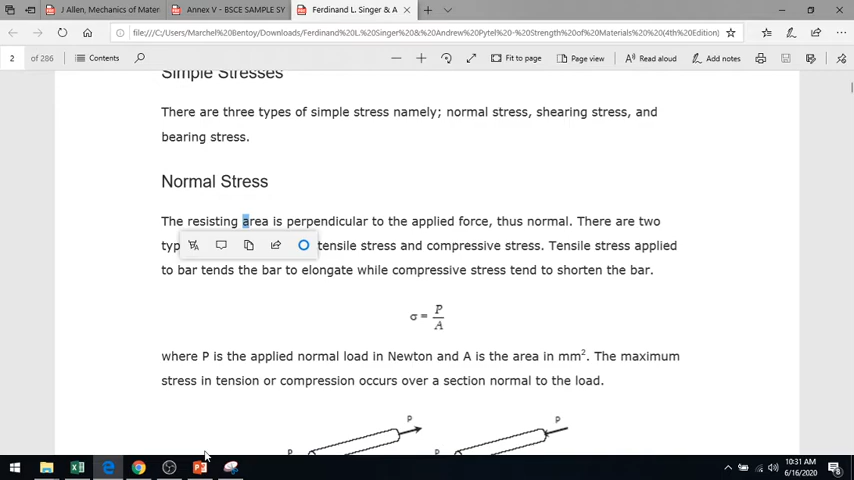 J Allen, Mechanics of Mater
Annex V - BSCE SAMPLE SY
Ferdinand L. Singer & A
file:///C:/Users/Marchel%20Bentoy/Downloads/Ferdinand%20L.%20Singer%20&%20Andrew%20Pytel%20-%20Strength%20of%20Materials%20%20(4th%20Edition)
2 of 286
Contents
Fit to page
Page view
Read aloud
Add notes
Simple Stresses
There are three types of simple stress namely; normal stress, shearing stress, and
bearing stress.
Normal Stress
The resisting area is perpendicular to the applied force, thus normal. There are two
typ tensile stress and compressive stress. Tensile stress applied
to bar tends the bar to elongate while compressive stress tend to shorten the bar.
σ = P/A
where P is the applied normal load in Newton and A is the area in mm². The maximum
stress in tension or compression occurs over a section normal to the load.
P P
P P
10:31 AM
6/16/2020